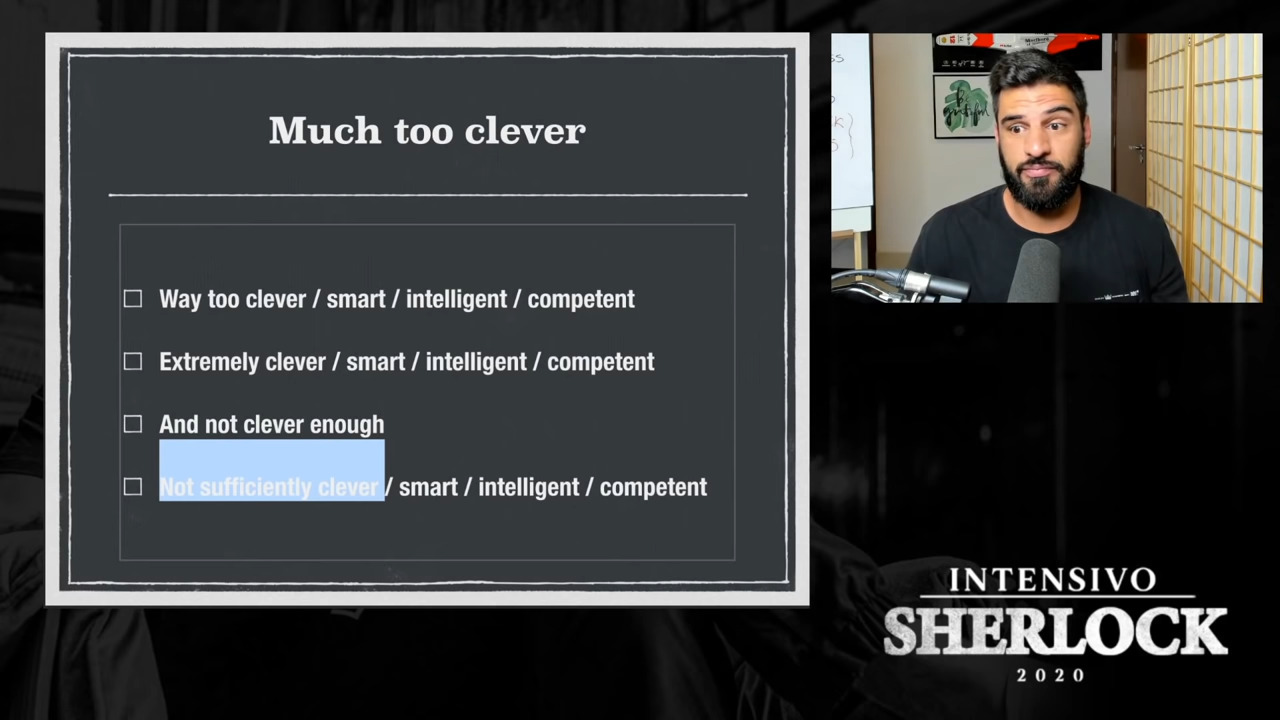 Much too clever
Way too clever / smart / intelligent / competent
Extremely clever / smart / intelligent / competent
And not clever enough
Not sufficiently clever / smart / intelligent / competent
Marlboro
INTENSIVO
SHERLOCK
2020